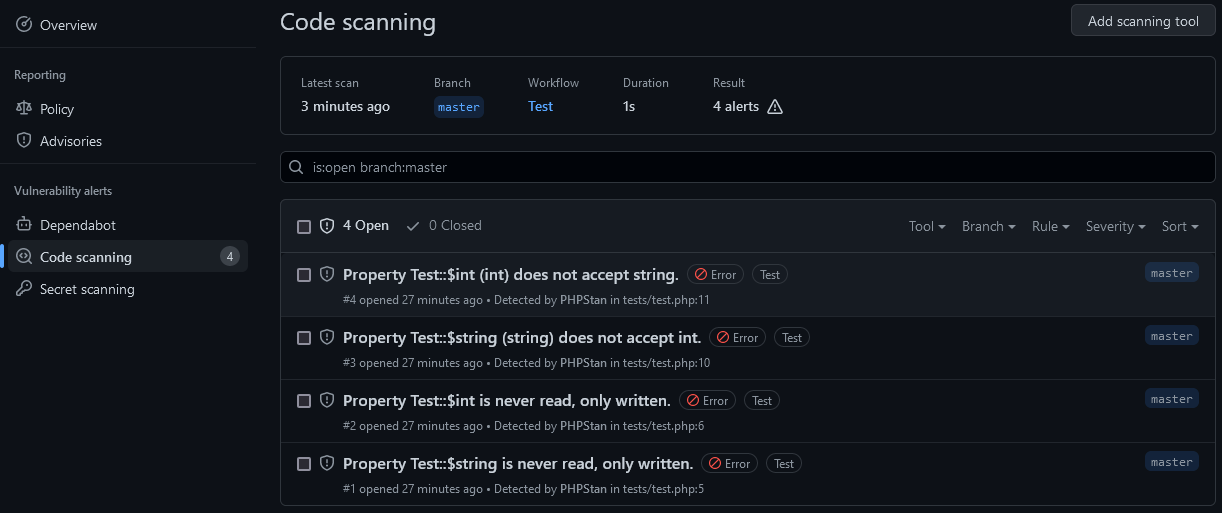 Overview
Reporting
Policy
Advisories
Vulnerability alerts
Dependabot
Code scanning 4
Secret scanning
Code scanning
Add scanning tool
Latest scan Branch Workflow Duration Result
3 minutes ago master Test 1s 4 alerts
is:open branch:master
4 Open 0 Closed Tool Branch Rule Severity Sort
Property Test::$int (int) does not accept string. Error Test master
#4 opened 27 minutes ago • Detected by PHPStan in tests/test.php:11
Property Test::$string (string) does not accept int. Error Test master
#3 opened 27 minutes ago • Detected by PHPStan in tests/test.php:10
Property Test::$int is never read, only written. Error Test master
#2 opened 27 minutes ago • Detected by PHPStan in tests/test.php:6
Property Test::$string is never read, only written. Error Test master
#1 opened 27 minutes ago • Detected by PHPStan in tests/test.php:5